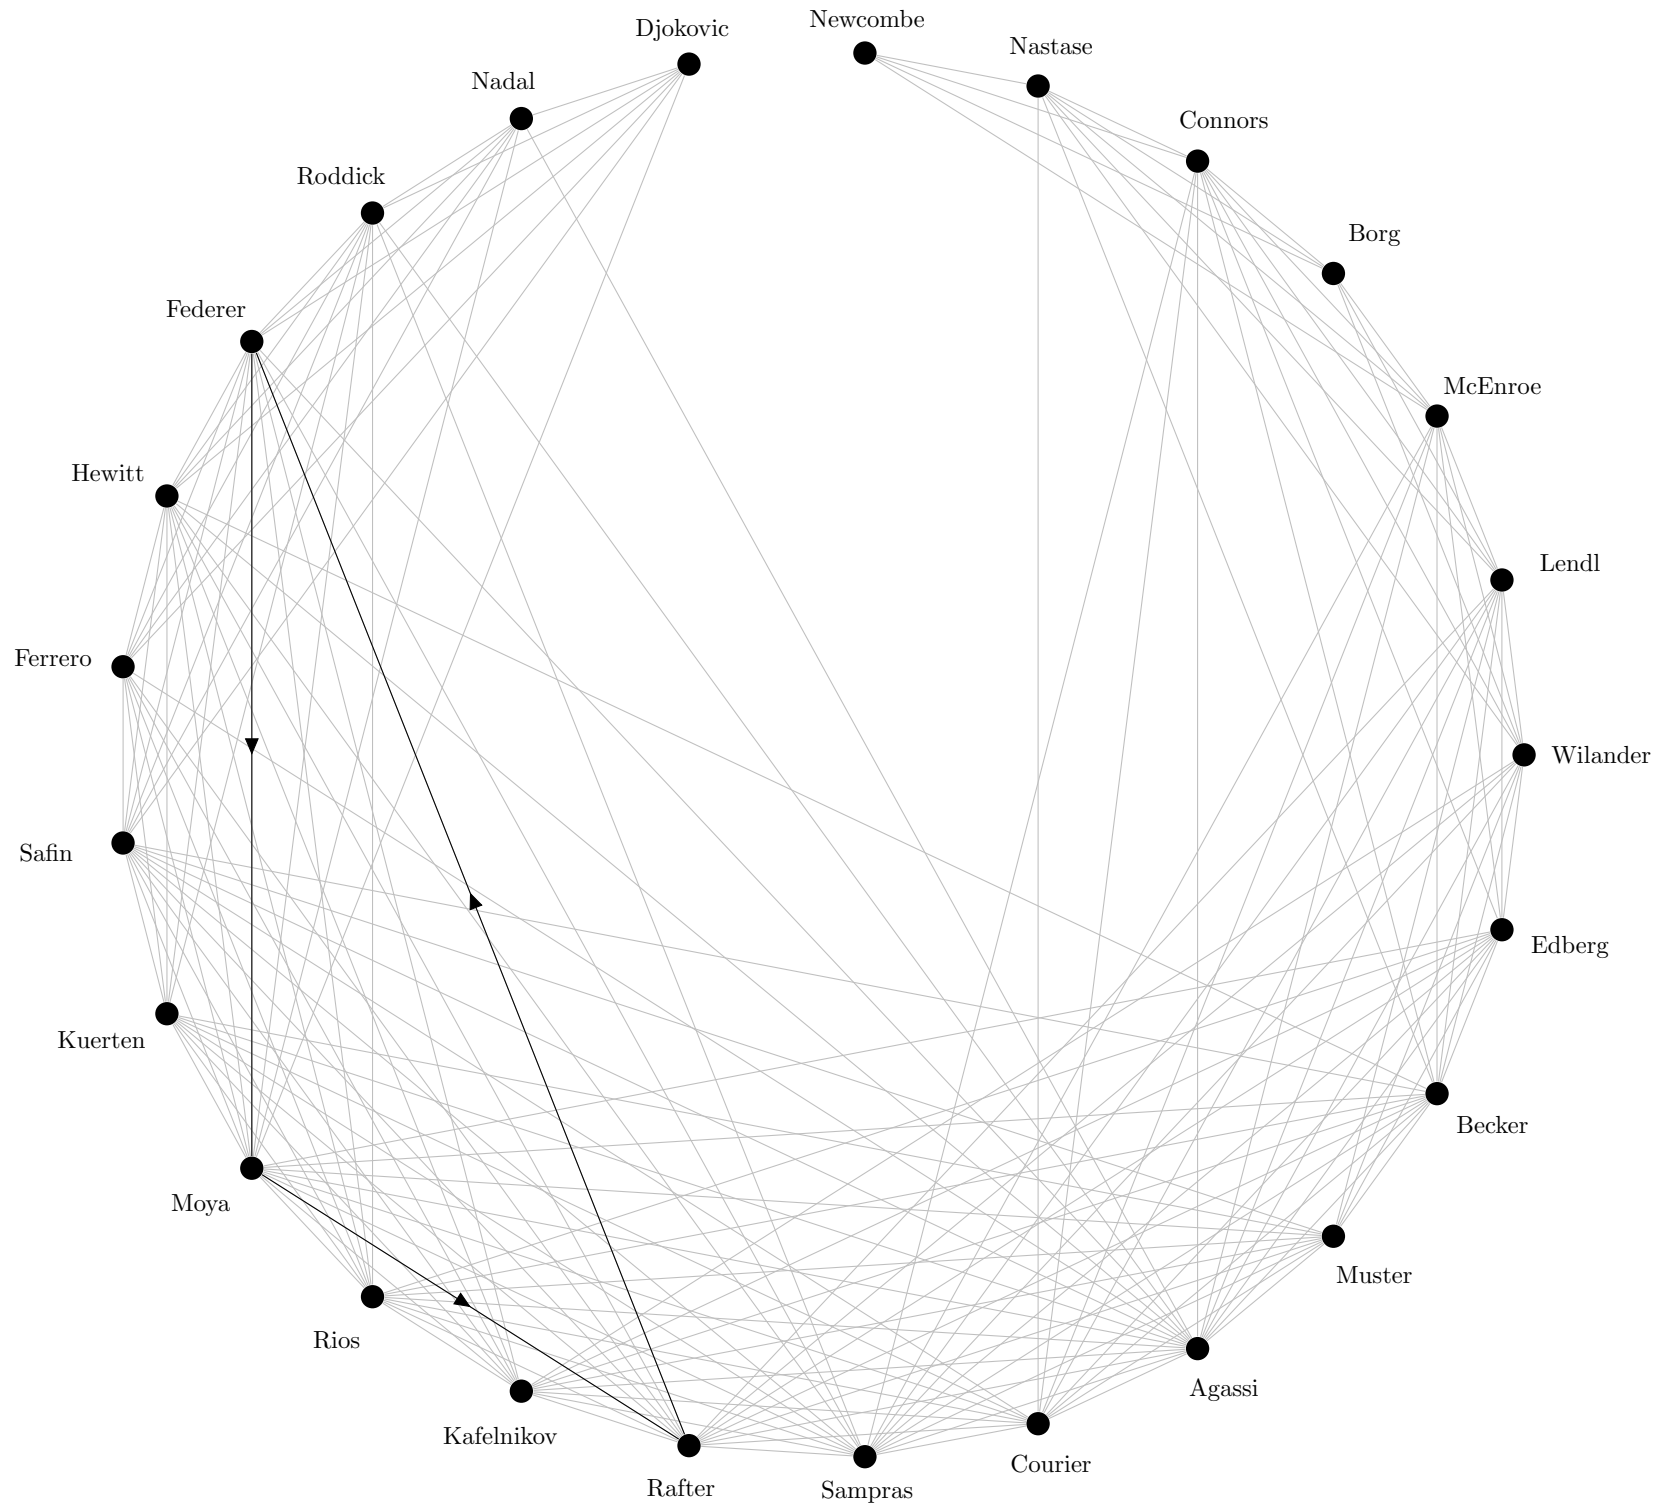 Newcombe
Djokovic
Nastase
Nadal
Connors
Roddick
Borg
Federer
McEnroe
Hewitt
Lendl
Ferrero
Wilander
Safin
Edberg
Kuerten
Becker
Moya
Muster
Rios
Agassi
Kafelnikov
Courier
Rafter
Sampras